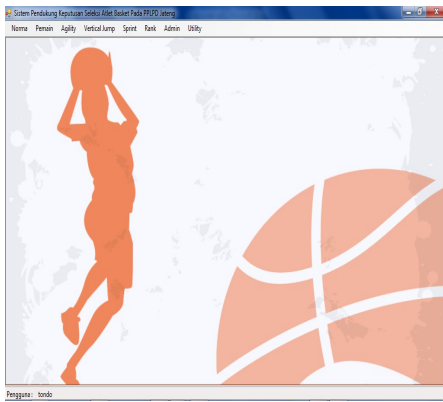 Sistem Pendukung Keputusan Seleksi Atlet Basket Pada PPLPD Jateng
Norma Pemain Agility Vertical Jump Sprint Rank Admin Utility
Pengguna : tondo